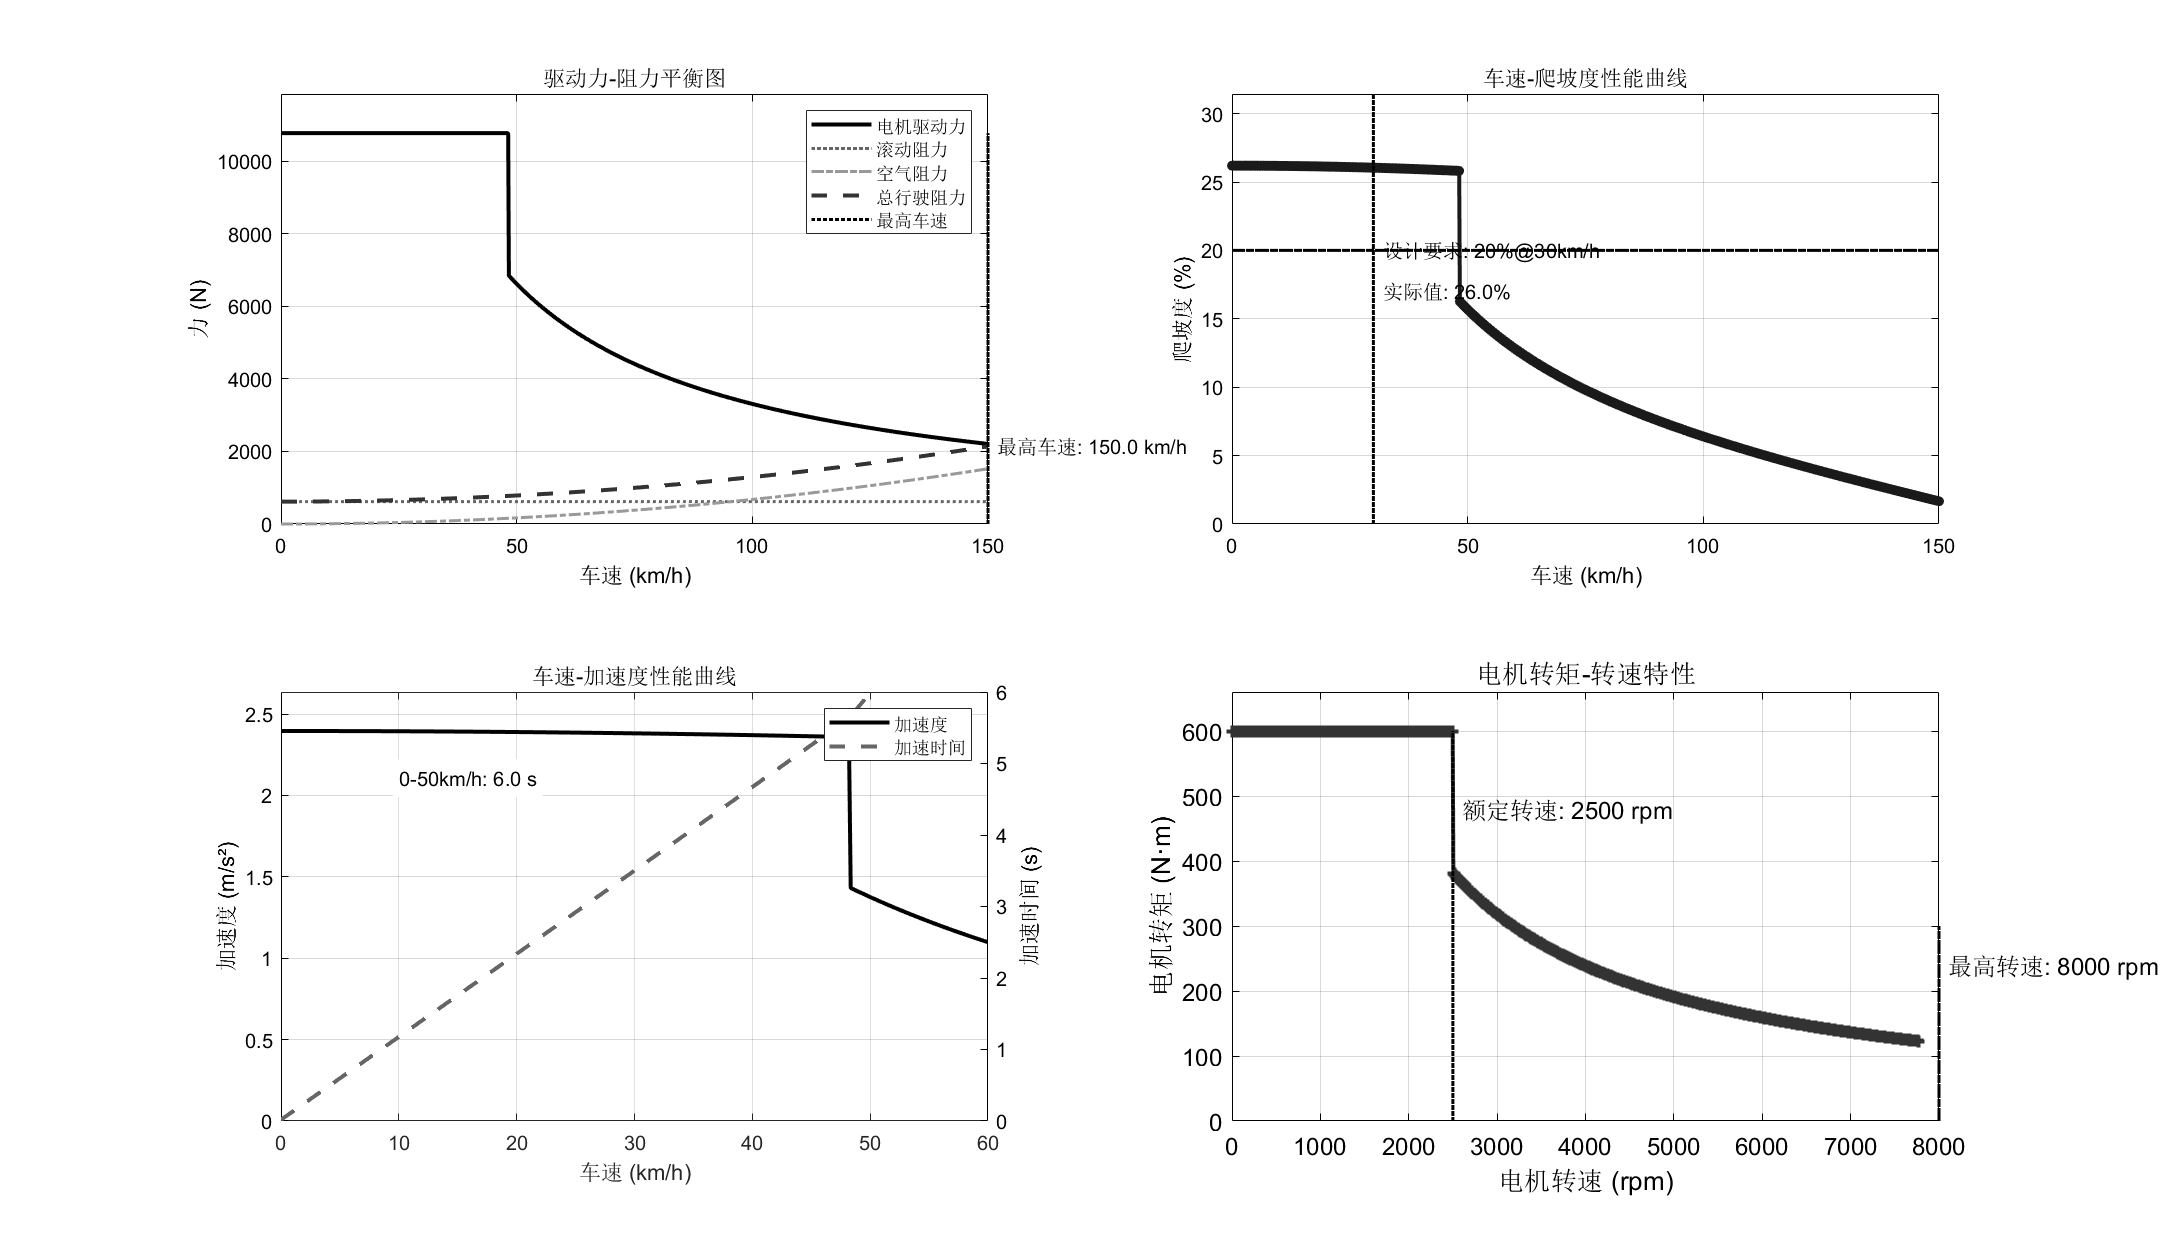 驱动力-阻力平衡图
力 (N)
10000
8000
6000
4000
2000
0
电机驱动力
滚动阻力
空气阻力
总行驶阻力
最高车速
最高车速: 150.0 km/h
0 50 100 150
车速 (km/h)
车速-爬坡度性能曲线
爬坡度 (%)
30
25
20
15
10
5
0
设计要求: 20%@30km/h
实际值: 26.0%
0 50 100 150
车速 (km/h)
车速-加速度性能曲线
加速度 (m/s²)
2.5
2
1.5
1
0.5
0
加速度
加速时间
0-50km/h: 6.0 s
6
5
4
3
2
1
0
加速时间 (s)
0 10 20 30 40 50 60
车速 (km/h)
电机转矩-转速特性
电机转矩 (N·m)
600
500
400
300
200
100
0
额定转速: 2500 rpm
最高转速: 8000 rpm
0 1000 2000 3000 4000 5000 6000 7000 8000
电机转速 (rpm)